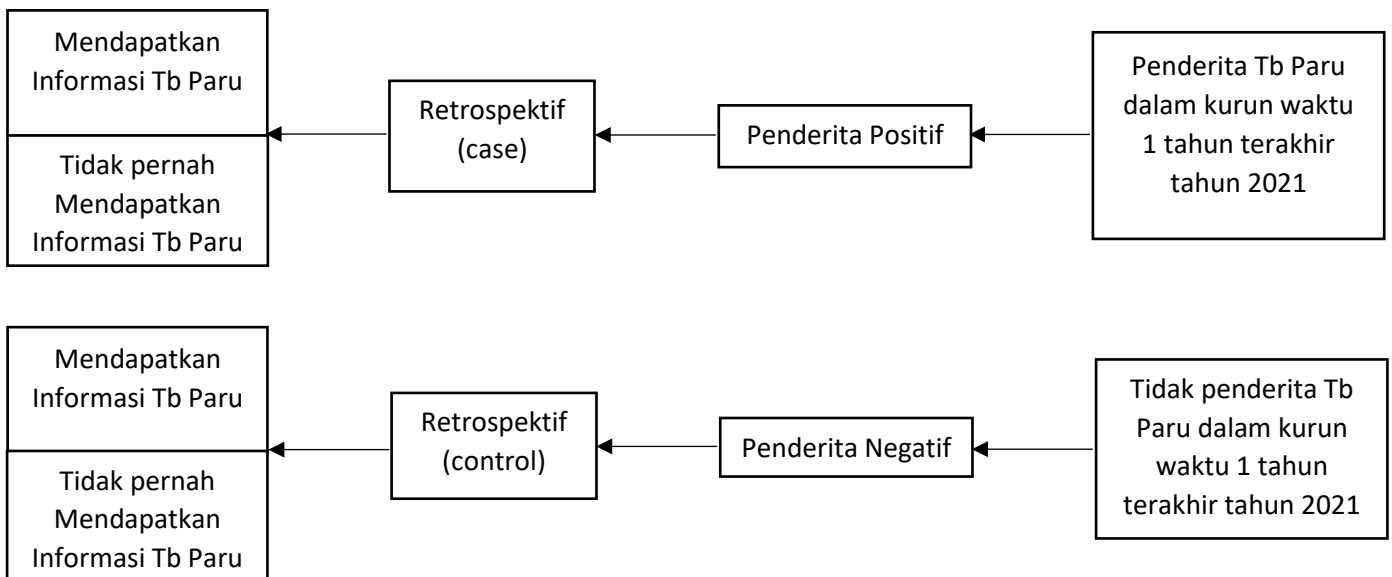 Mendapatkan
Informasi Tb Paru
Tidak pernah
Mendapatkan
Informasi Tb Paru
Retrospektif
(case)
Penderita Positif
Penderita Tb Paru
dalam kurun waktu
1 tahun terakhir
tahun 2021
Mendapatkan
Informasi Tb Paru
Tidak pernah
Mendapatkan
Informasi Tb Paru
Retrospektif
(control)
Penderita Negatif
Tidak penderita Tb
Paru dalam kurun
waktu 1 tahun
terakhir tahun 2021